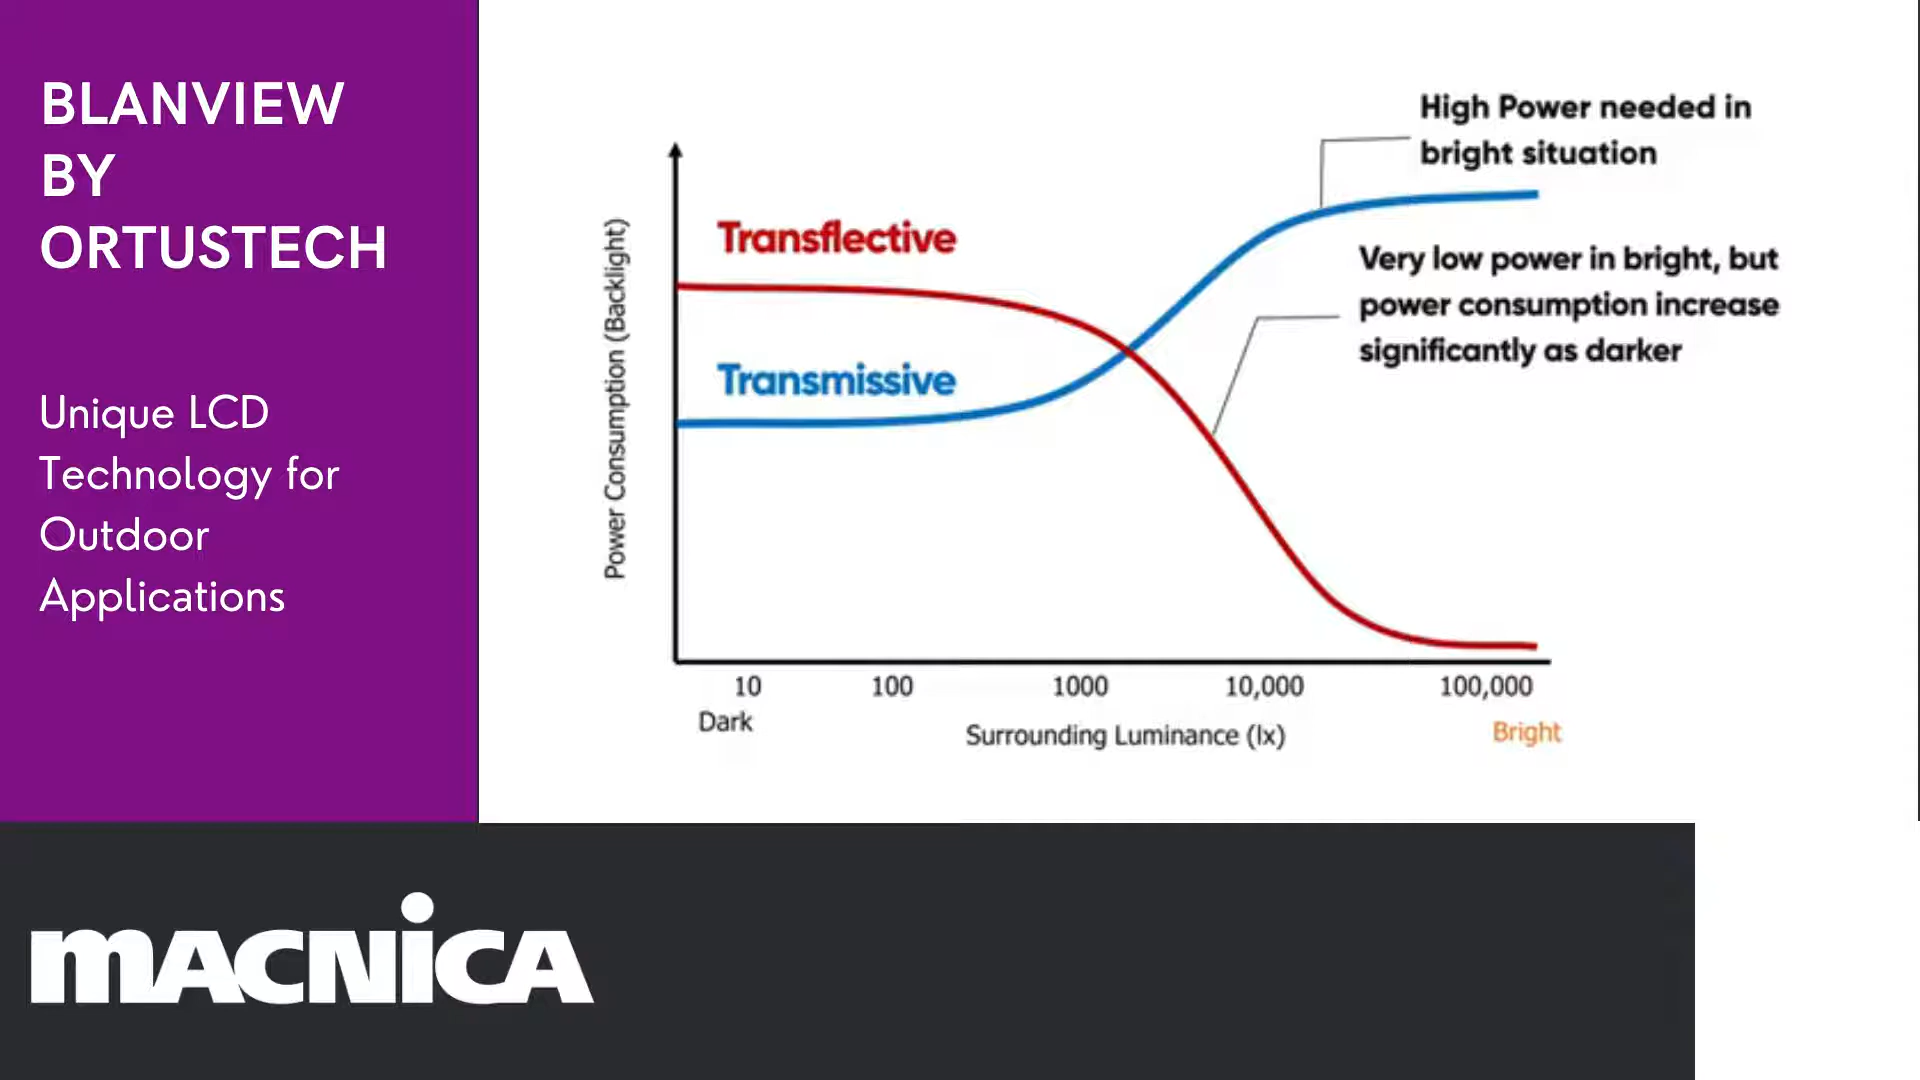 BLANVIEW
BY
ORTUSTECH
Unique LCD
Technology for
Outdoor
Applications
High Power needed in
bright situation
Transflective
Very low power in bright, but
power consumption increase
significantly as darker
Transmissive
Power Consumption (Backlight)
10 100 1000 10,000 100,000
Dark
Surrounding Luminance (lx)
Bright
MACNiCA